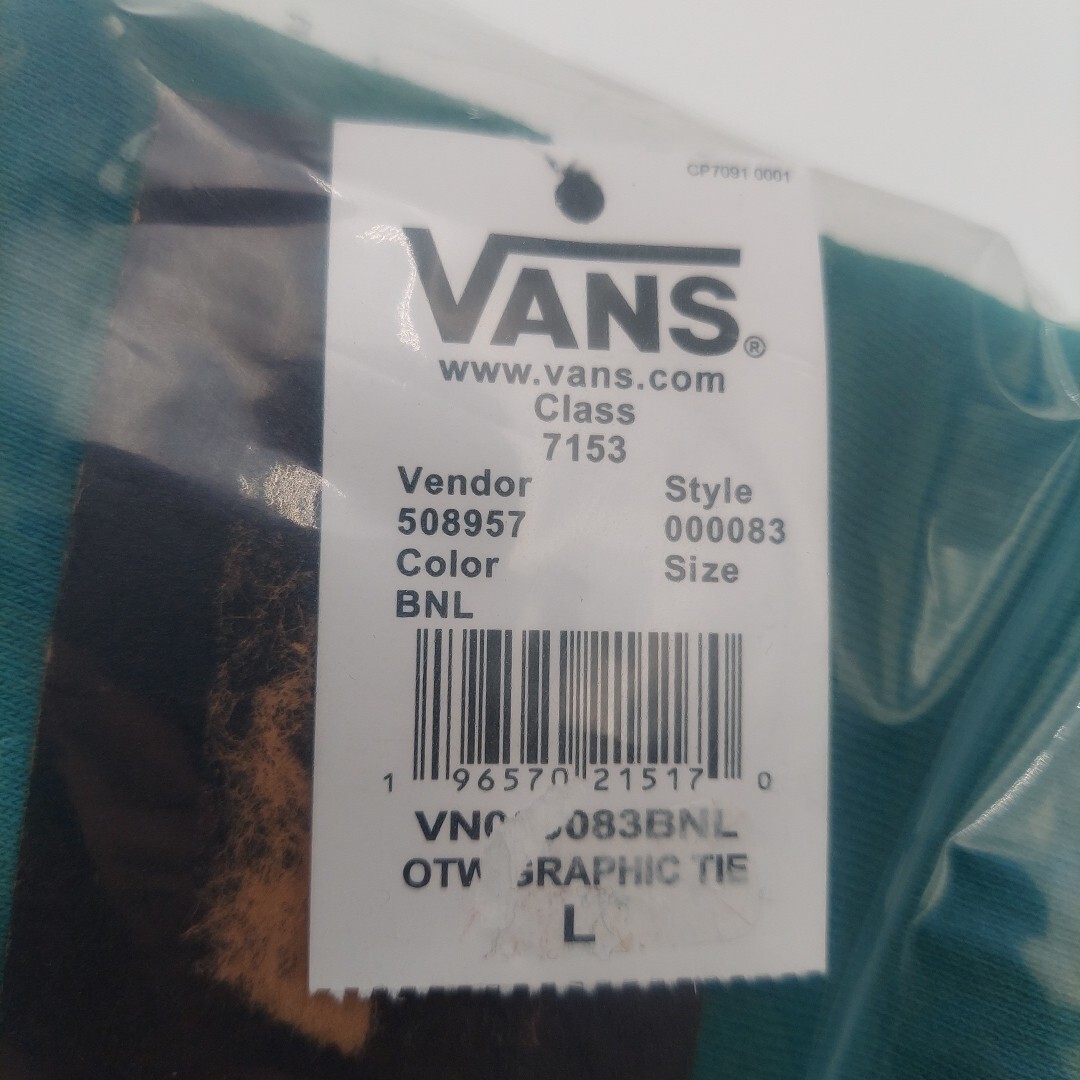 CP7091 0001
VANS®
www.vans.com
Class
7153
Vendor Style
508957 000083
Color Size
BNL
1 96570 21517 0
GRAPHIC TIE
L